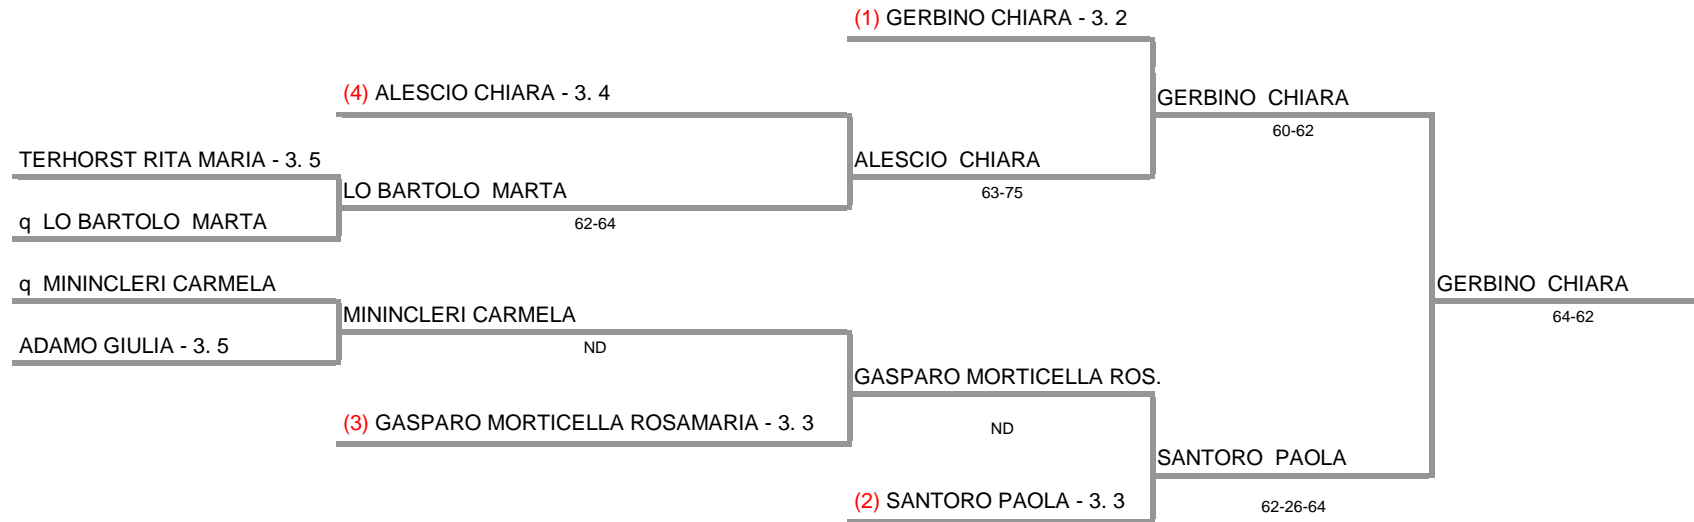 (1) GERBINO CHIARA - 3. 2
(4) ALESCIO CHIARA - 3. 4
GERBINO  CHIARA
60-62
TERHORST RITA MARIA - 3. 5
ALESCIO  CHIARA
LO BARTOLO  MARTA
63-75
q  LO BARTOLO  MARTA
62-64
q  MININCLERI CARMELA
GERBINO  CHIARA
MININCLERI CARMELA
64-62
ADAMO GIULIA - 3. 5
ND
GASPARO MORTICELLA ROS.
(3) GASPARO MORTICELLA ROSAMARIA - 3. 3
ND
SANTORO  PAOLA
(2) SANTORO PAOLA - 3. 3
62-26-64